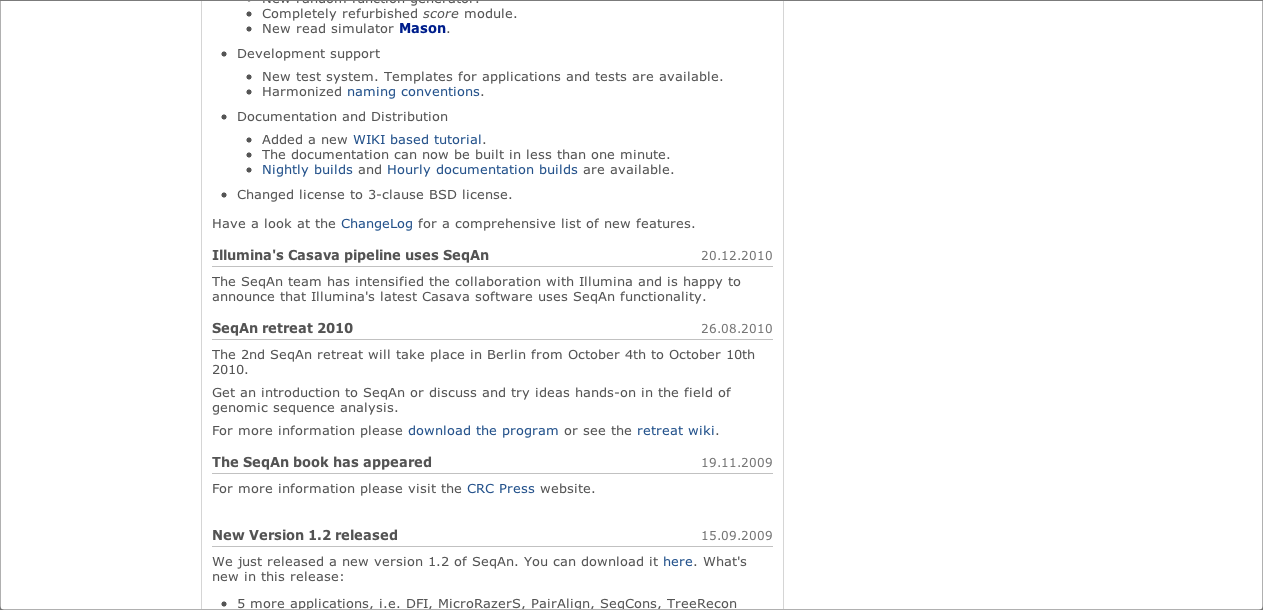 New random function generator.
Completely refurbished score module.
New read simulator Mason.
Development support
New test system. Templates for applications and tests are available.
Harmonized naming conventions.
Documentation and Distribution
Added a new WIKI based tutorial.
The documentation can now be built in less than one minute.
Nightly builds and Hourly documentation builds are available.
Changed license to 3-clause BSD license.
Have a look at the ChangeLog for a comprehensive list of new features.
Illumina's Casava pipeline uses SeqAn 20.12.2010
The SeqAn team has intensified the collaboration with Illumina and is happy to
announce that Illumina's latest Casava software uses SeqAn functionality.
SeqAn retreat 2010 26.08.2010
The 2nd SeqAn retreat will take place in Berlin from October 4th to October 10th
2010.
Get an introduction to SeqAn or discuss and try ideas hands-on in the field of
genomic sequence analysis.
For more information please download the program or see the retreat wiki.
The SeqAn book has appeared 19.11.2009
For more information please visit the CRC Press website.
New Version 1.2 released 15.09.2009
We just released a new version 1.2 of SeqAn. You can download it here. What's
new in this release:
5 more applications, i.e. DFI, MicroRazerS, PairAlign, SeqCons, TreeRecon